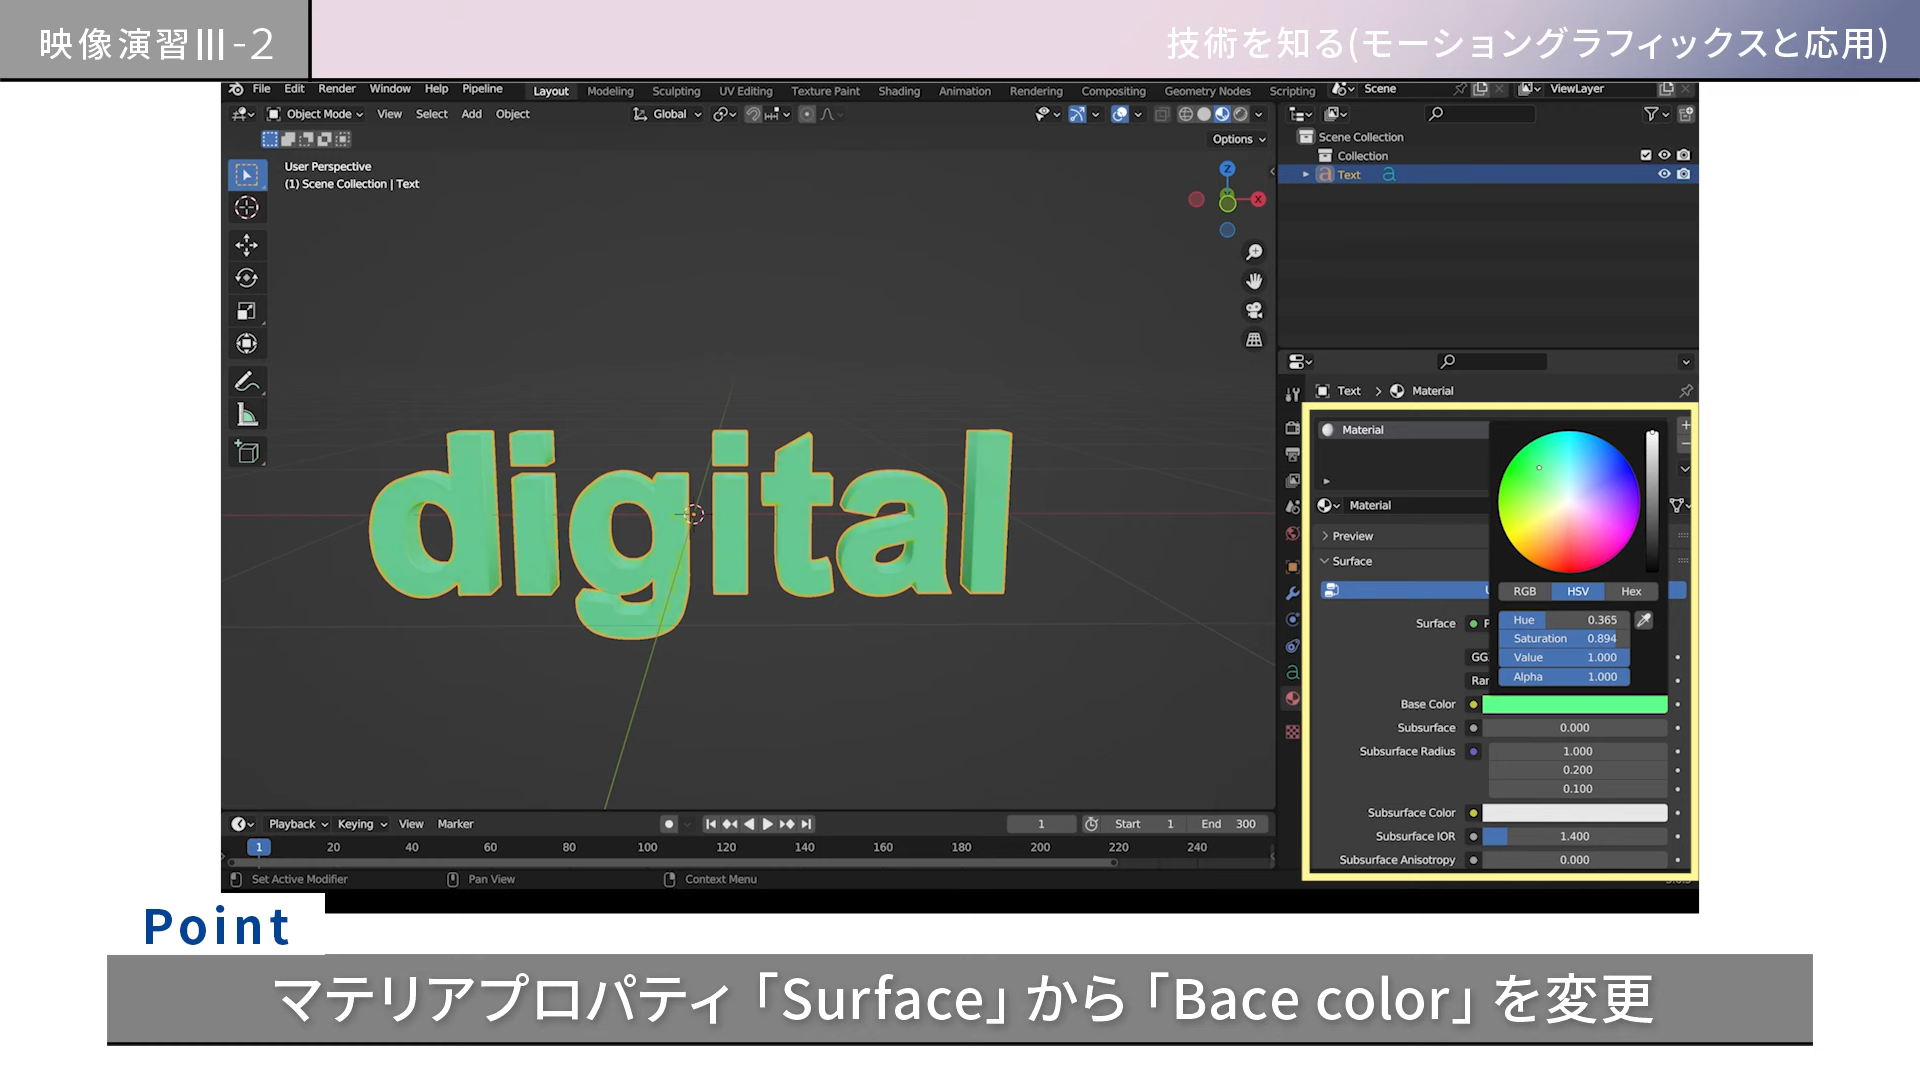 映像演習Ⅲ-2
技術を知る(モーショングラフィックスと応用)
File Edit Render Window Help Pipeline
Layout Modeling Sculpting UV Editing Texture Paint Shading Animation Rendering Compositing Geometry Nodes Scripting
Scene
ViewLayer
Object Mode View Select Add Object
Global
Options
User Perspective
(1) Scene Collection | Text
Z
X
Scene Collection
Collection
Text
Text > Material
Material
Material
Preview
Surface
RGB HSV Hex
Hue 0.365
Saturation 0.894
Value 1.000
Alpha 1.000
Surface
GG
Ran
Base Color
Subsurface 0.000
Subsurface Radius 1.000
0.200
0.100
Subsurface Color
Subsurface IOR 1.400
Subsurface Anisotropy 0.000
digital
Playback Keying View Marker
1
Start 1
End 300
1 20 40 60 80 100 120 140 160 180 200 220 240
Set Active Modifier
Pan View
Context Menu
Point
マテリアプロパティ「Surface」から「Bace color」を変更